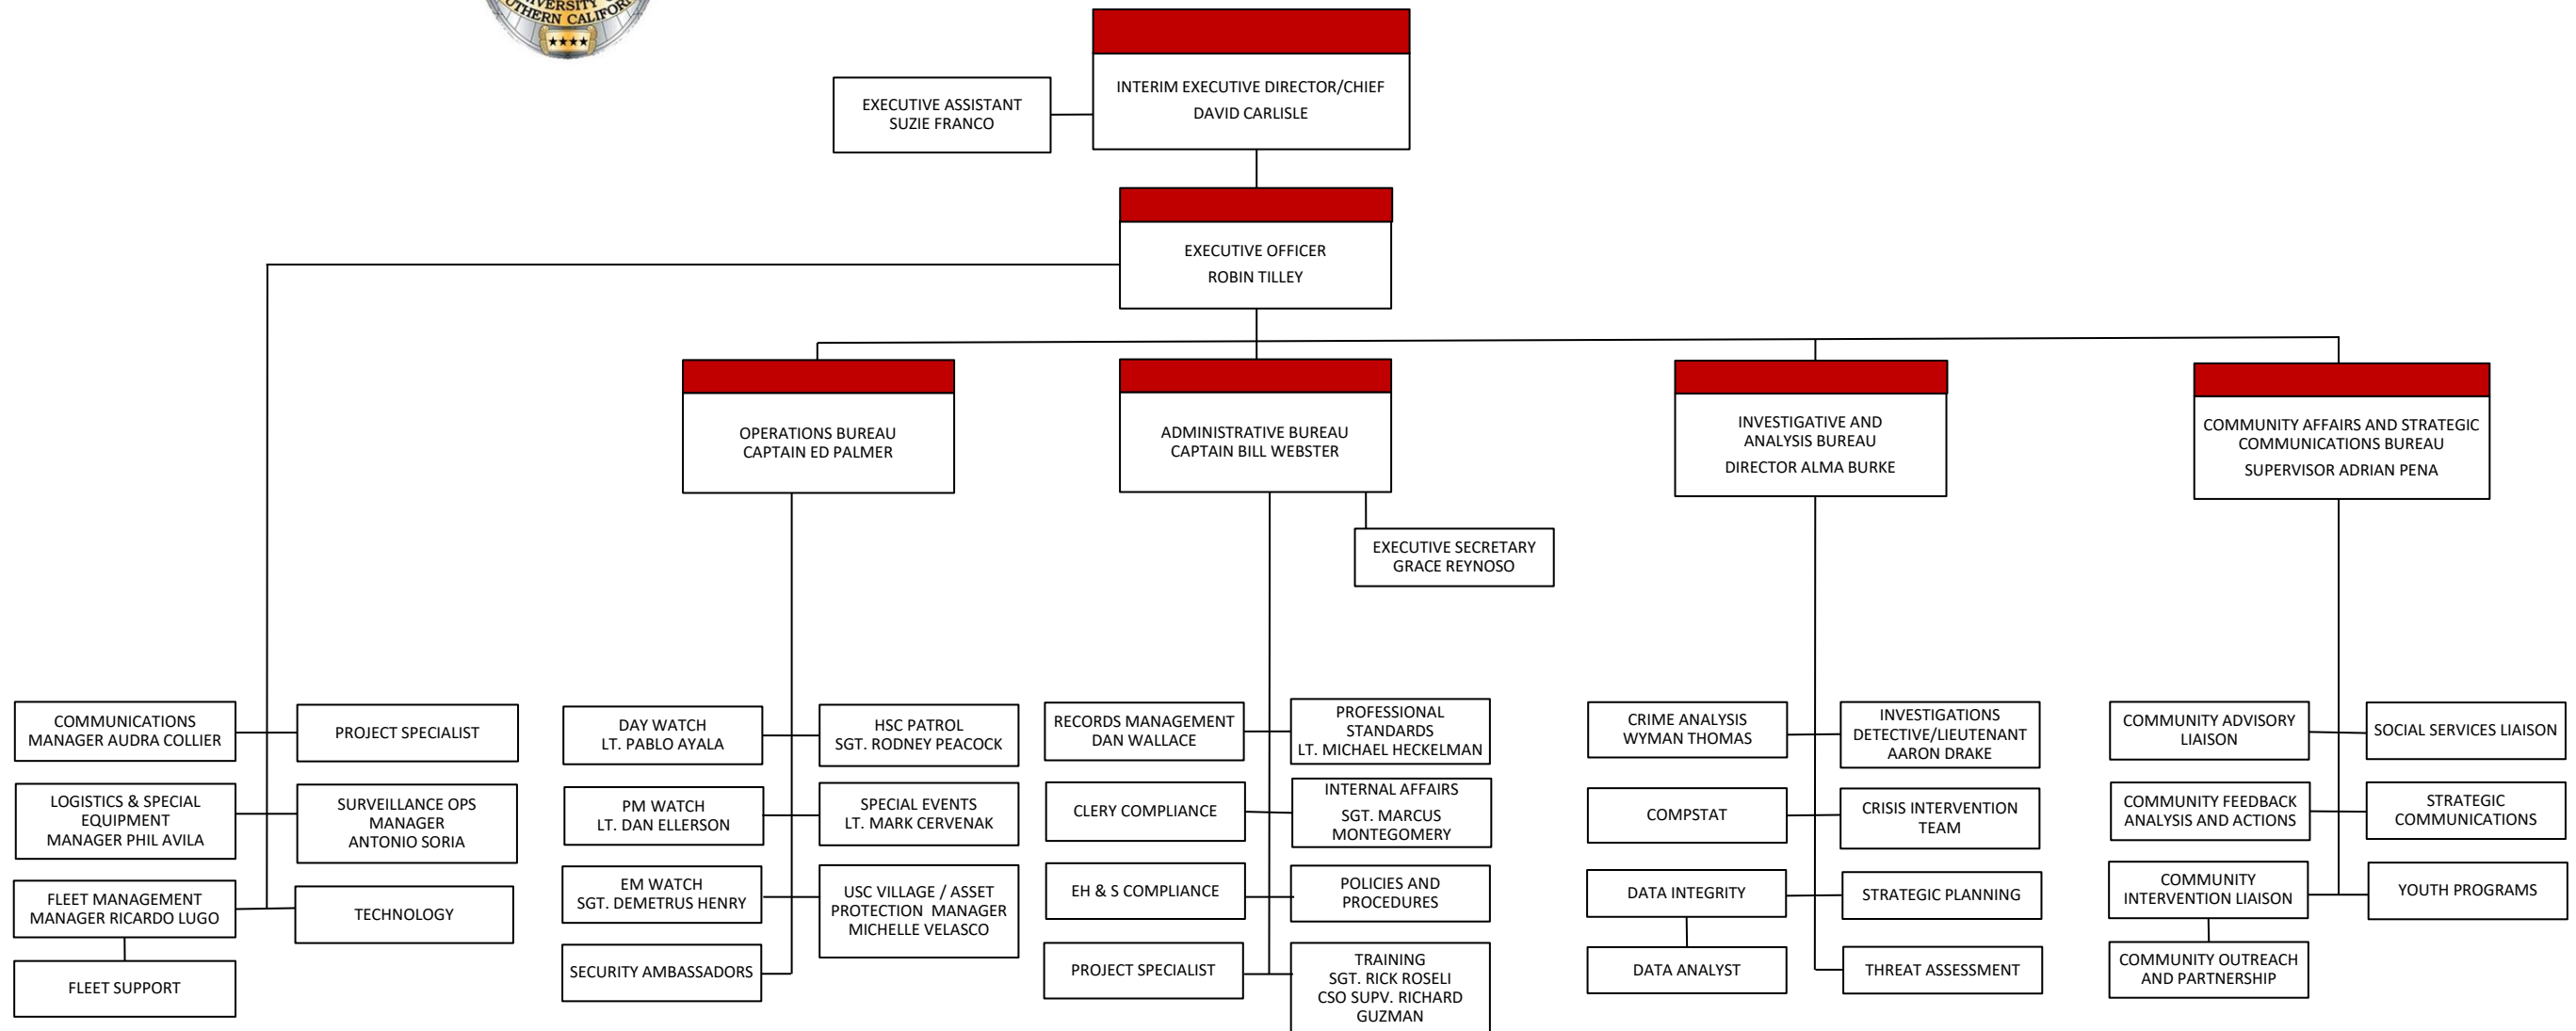 UNIVERSITY
SOUTHERN CALIFOR
INTERIM EXECUTIVE DIRECTOR/CHIEF
DAVID CARLISLE
EXECUTIVE ASSISTANT
SUZIE FRANCO
EXECUTIVE OFFICER
ROBIN TILLEY
OPERATIONS BUREAU
CAPTAIN ED PALMER
ADMINISTRATIVE BUREAU
CAPTAIN BILL WEBSTER
INVESTIGATIVE AND
ANALYSIS BUREAU
DIRECTOR ALMA BURKE
COMMUNITY AFFAIRS AND STRATEGIC
COMMUNICATIONS BUREAU
SUPERVISOR ADRIAN PENA
EXECUTIVE SECRETARY
GRACE REYNOSO
COMMUNICATIONS
MANAGER AUDRA COLLIER
PROJECT SPECIALIST
LOGISTICS & SPECIAL
EQUIPMENT
MANAGER PHIL AVILA
SURVEILLANCE OPS
MANAGER
ANTONIO SORIA
FLEET MANAGEMENT
MANAGER RICARDO LUGO
TECHNOLOGY
FLEET SUPPORT
DAY WATCH
LT. PABLO AYALA
HSC PATROL
SGT. RODNEY PEACOCK
PM WATCH
LT. DAN ELLERSON
SPECIAL EVENTS
LT. MARK CERVENAK
EM WATCH
SGT. DEMETRUS HENRY
USC VILLAGE / ASSET
PROTECTION MANAGER
MICHELLE VELASCO
SECURITY AMBASSADORS
RECORDS MANAGEMENT
DAN WALLACE
PROFESSIONAL
STANDARDS
LT. MICHAEL HECKELMAN
CLERY COMPLIANCE
INTERNAL AFFAIRS
SGT. MARCUS
MONTEGOMERY
EH & S COMPLIANCE
POLICIES AND
PROCEDURES
PROJECT SPECIALIST
TRAINING
SGT. RICK ROSELI
CSO SUPV. RICHARD
GUZMAN
CRIME ANALYSIS
WYMAN THOMAS
INVESTIGATIONS
DETECTIVE/LIEUTENANT
AARON DRAKE
COMPSTAT
CRISIS INTERVENTION
TEAM
DATA INTEGRITY
STRATEGIC PLANNING
DATA ANALYST
THREAT ASSESSMENT
COMMUNITY ADVISORY
LIAISON
SOCIAL SERVICES LIAISON
COMMUNITY FEEDBACK
ANALYSIS AND ACTIONS
STRATEGIC
COMMUNICATIONS
COMMUNITY
INTERVENTION LIAISON
YOUTH PROGRAMS
COMMUNITY OUTREACH
AND PARTNERSHIP